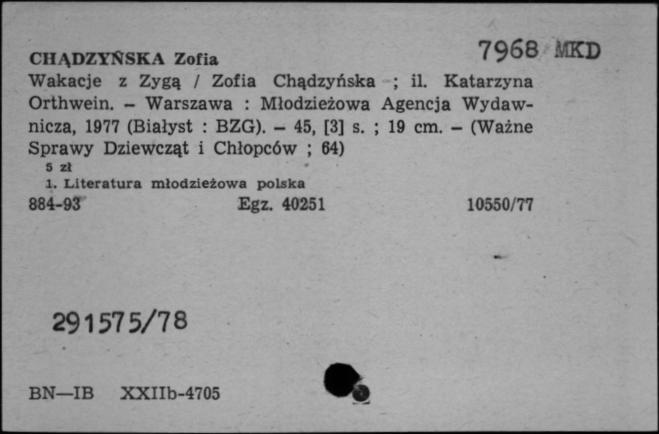 7968 MKD
CHĄDZYŃSKA Zofia
Wakacje z Zygą / Zofia Chądzyńska ; il. Katarzyna
Orthwein. – Warszawa : Młodzieżowa Agencja Wydaw-
nicza, 1977 (Białyst : BZG). – 45, [3] s. ; 19 cm. – (Ważne
Sprawy Dziewcząt i Chłopców ; 64)
5 zł
1. Literatura młodzieżowa polska
884-93 Egz. 40251 10550/77
291575/78
BN—IB XXIIb-4705